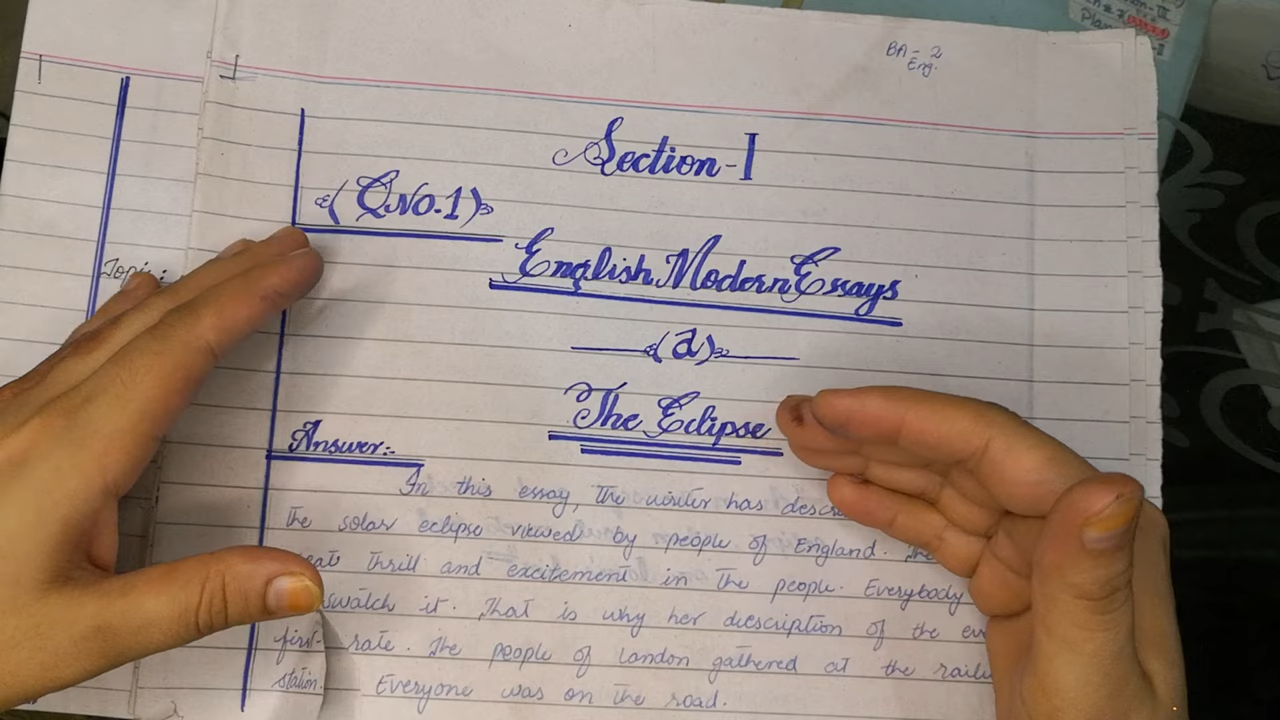 BA- 2
Eng.
1
Section-I
(Q.No.1)
English Modern Essays
(a)
The Eclipse
Topic:
Answer:-
In this essay, the writer has
the solar eclipse viewed by people of England.
thrill and excitement in the people. Everybody
watch it. That is why her description of the
first- rate. The people of London gathered at the
station. Everyone was on the road.